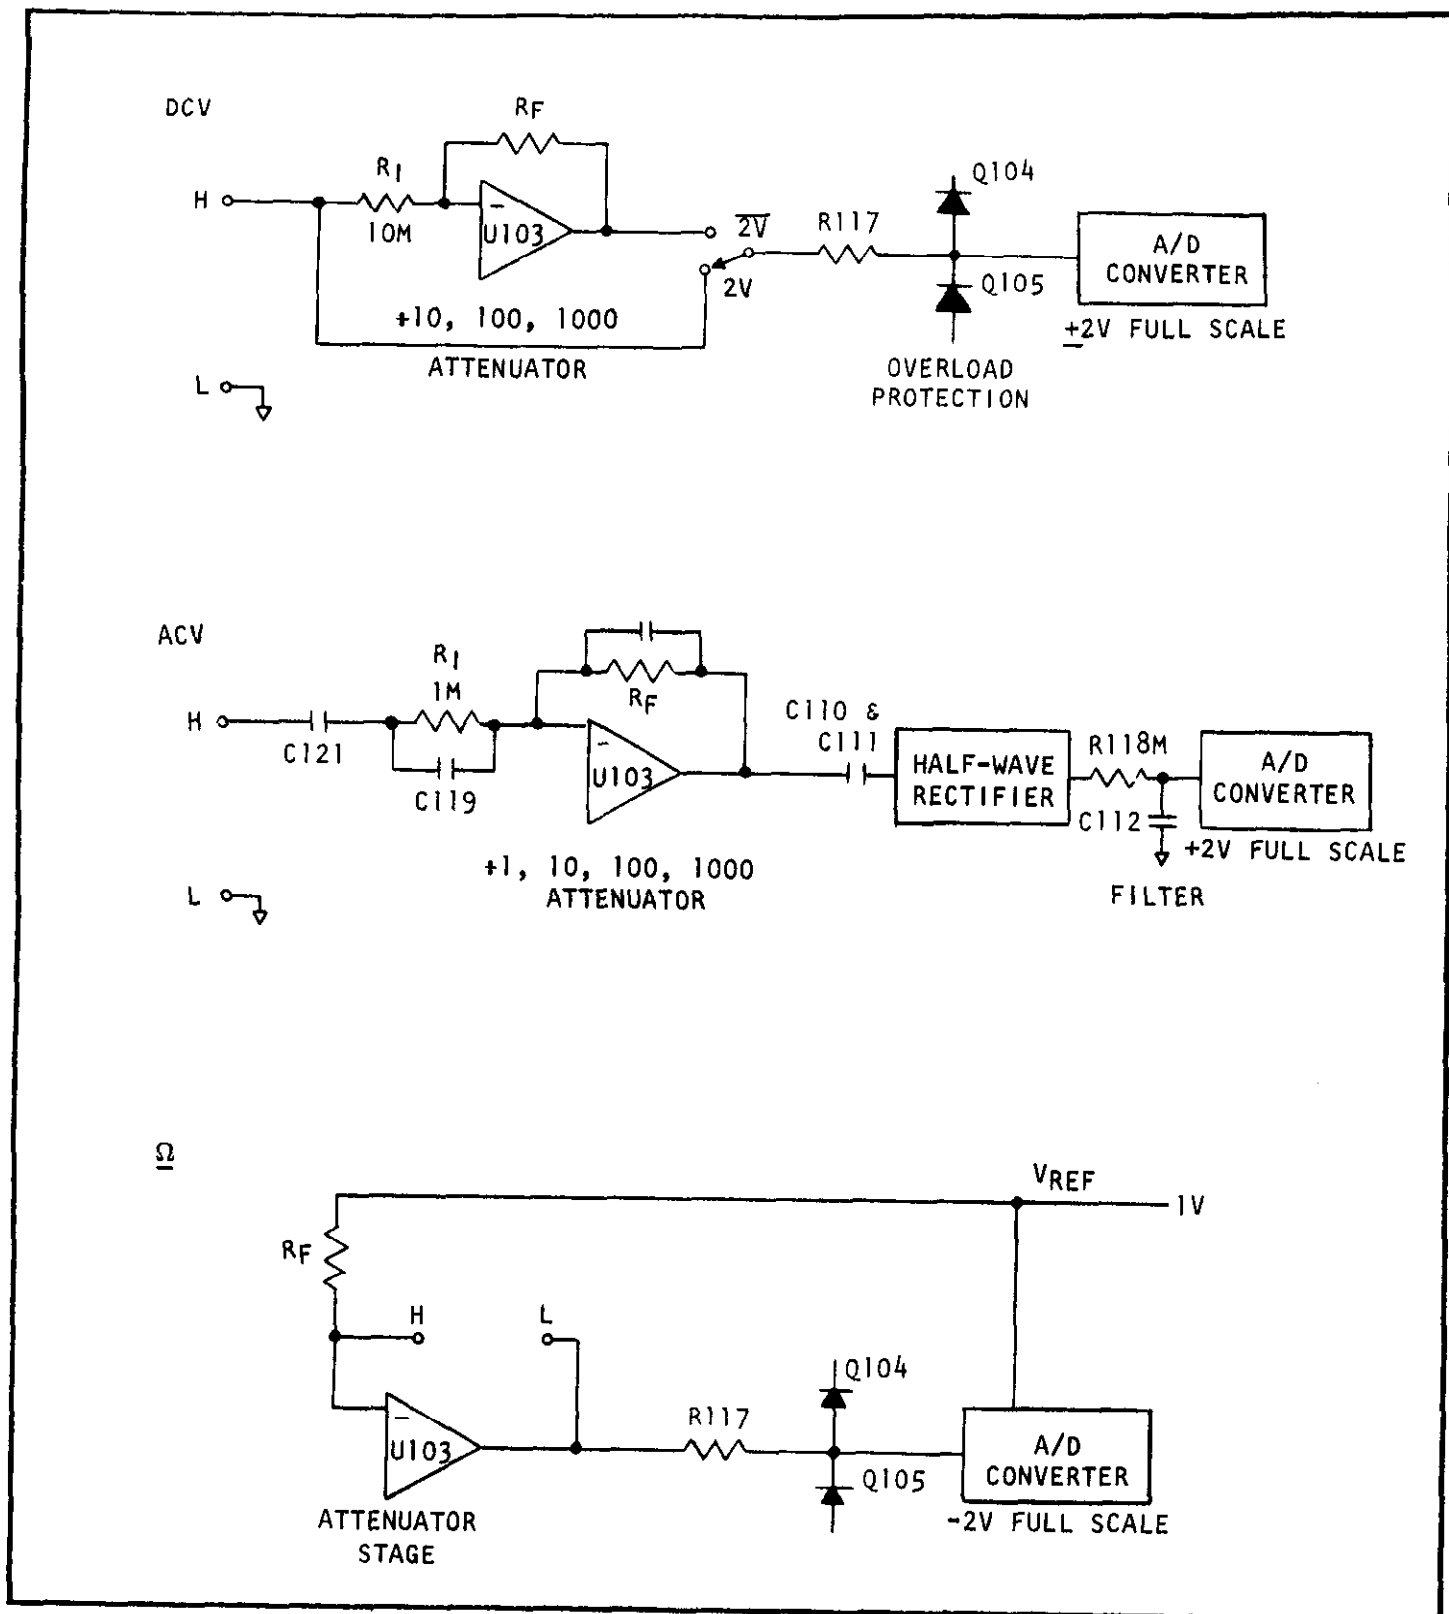 DCV
RF
RI
10M
H
U103
−
+10, 100, 1000
ATTENUATOR
L
2V
2V
R117
Q104
Q105
OVERLOAD
PROTECTION
A/D
CONVERTER
±2V FULL SCALE
ACV
RI
1M
H
C121
C119
RF
−
U103
+1, 10, 100, 1000
ATTENUATOR
L
C110 &
C111
HALF-WAVE
RECTIFIER
R118M
C112
FILTER
A/D
CONVERTER
+2V FULL SCALE
Ω
VREF
1V
RF
H
L
−
U103
ATTENUATOR
STAGE
R117
Q104
Q105
A/D
CONVERTER
-2V FULL SCALE